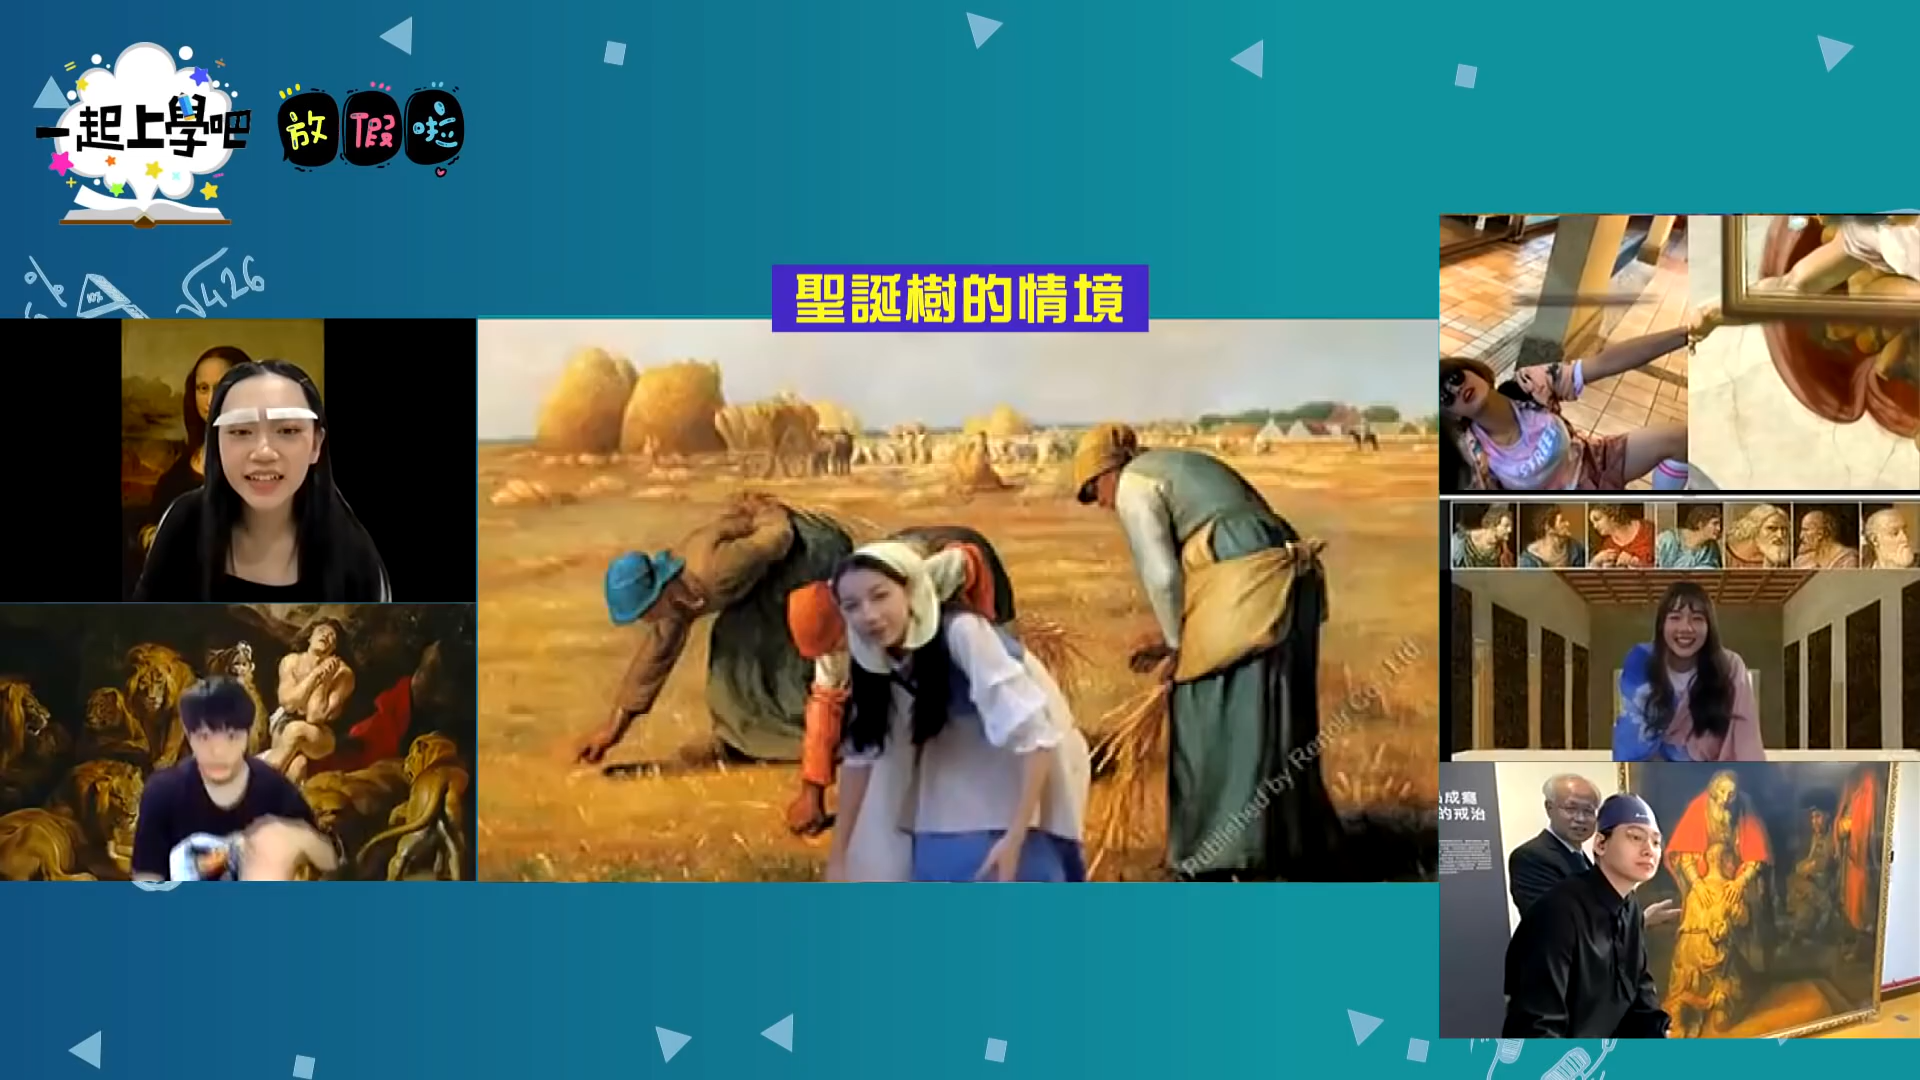 一起上學吧
放假啦
√426
聖誕樹的情境
STREET
成癮
的戒治
Published by Renoir Co., Ltd.